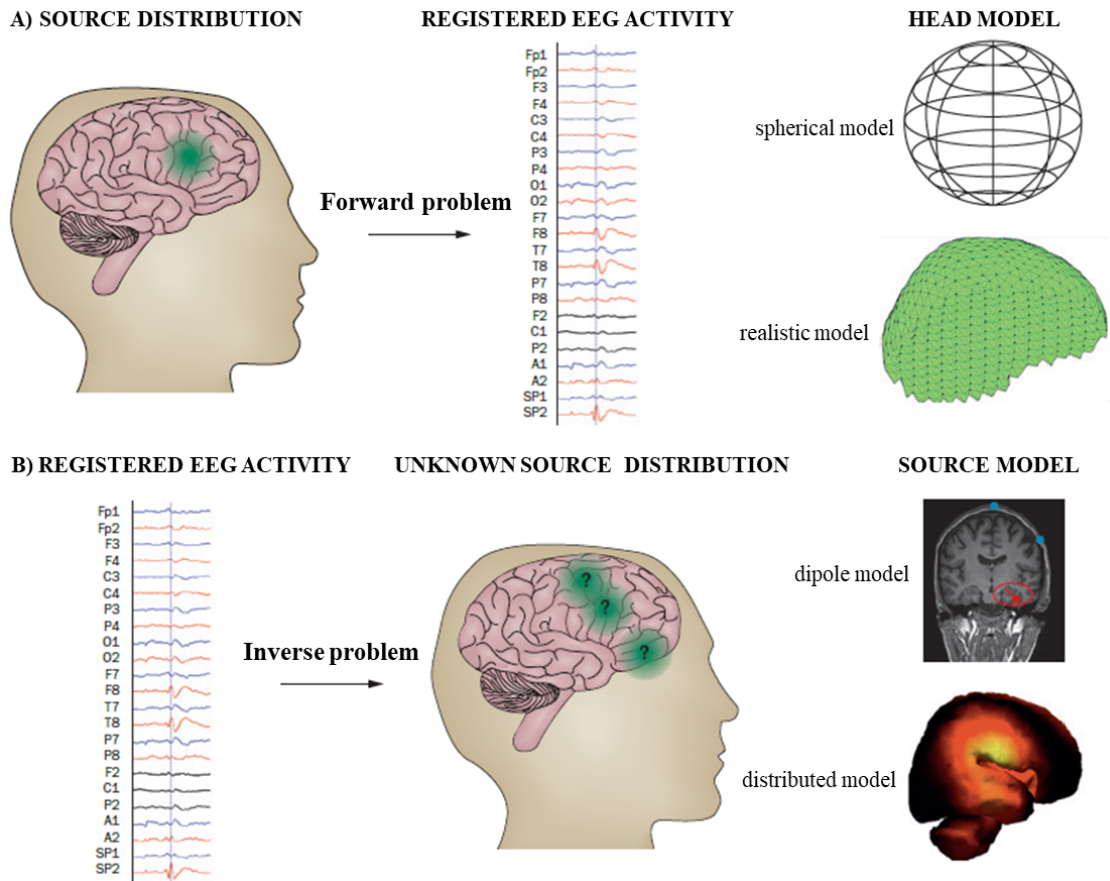 A) SOURCE DISTRIBUTION
REGISTERED EEG ACTIVITY
HEAD MODEL
Fp1
Fp2
F3
F4
C3
C4
P3
P4
O1
O2
F7
F8
T7
T8
P7
P8
F2
C1
P2
A1
A2
SP1
SP2
Forward problem
spherical model
realistic model
B) REGISTERED EEG ACTIVITY
UNKNOWN SOURCE DISTRIBUTION
SOURCE MODEL
Fp1
Fp2
F3
F4
C3
C4
P3
P4
O1
O2
F7
F8
T7
T8
P7
P8
F2
C1
P2
A1
A2
SP1
SP2
Inverse problem
?
?
?
dipole model
distributed model